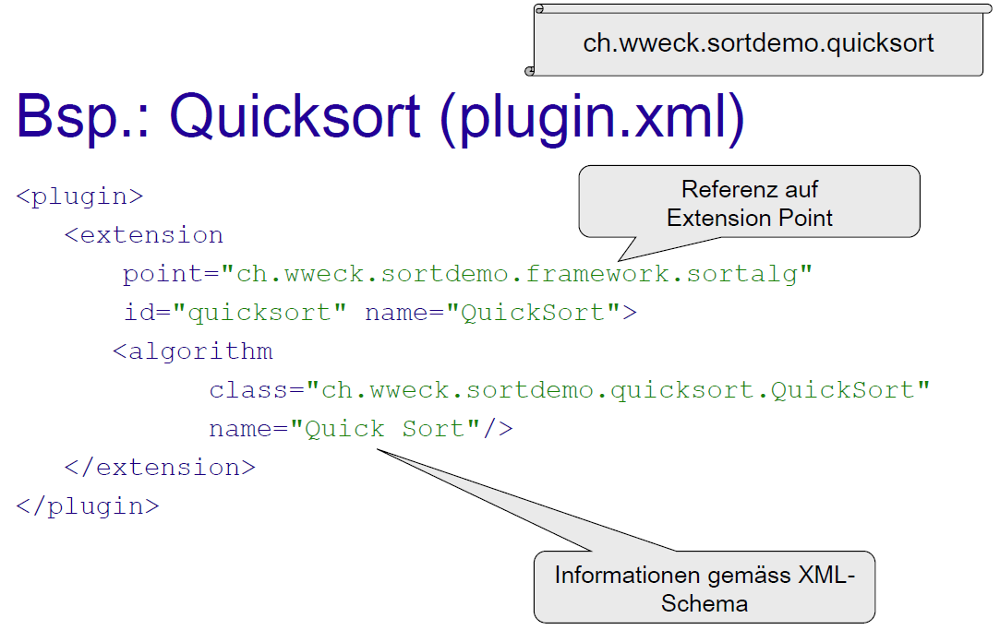 ch.wweck.sortdemo.quicksort
Bsp.: Quicksort (plugin.xml)
Referenz auf
Extension Point
<plugin>
<extension
point="ch.wweck.sortdemo.framework.sortalg"
id="quicksort" name="QuickSort">
<algorithm
class="ch.wweck.sortdemo.quicksort.QuickSort"
name="Quick Sort"/>
</extension>
</plugin>
Informationen gemäss XML-
Schema